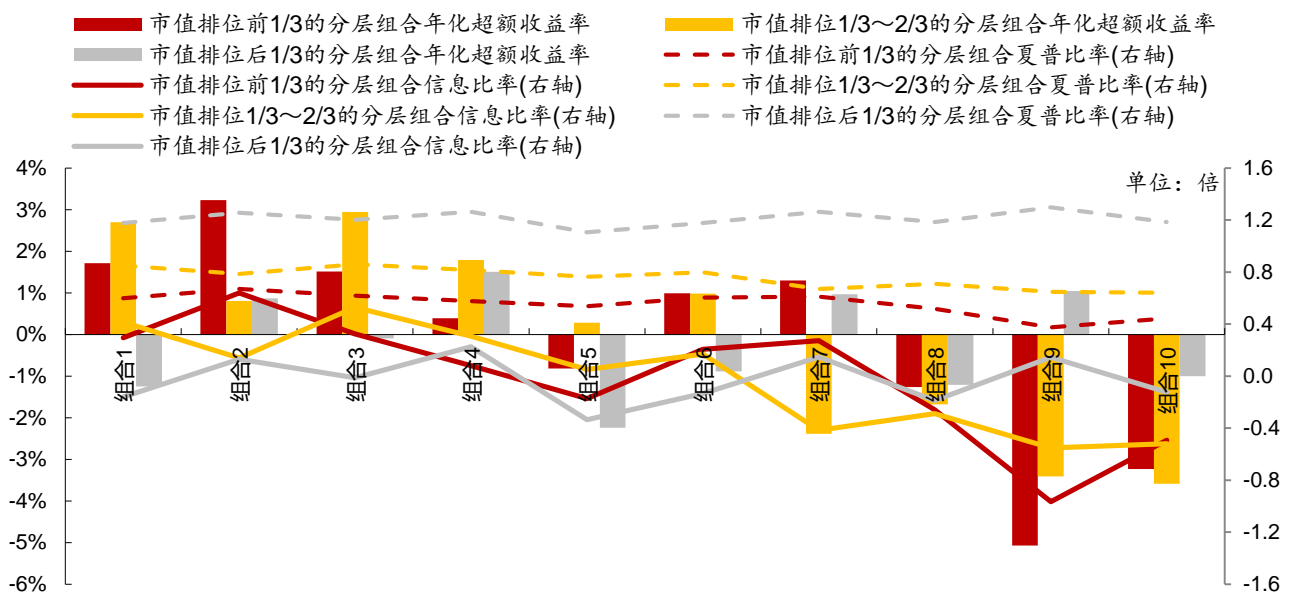 市值排位前1/3的分层组合年化超额收益率
市值排位1/3～2/3的分层组合年化超额收益率
市值排位后1/3的分层组合年化超额收益率
市值排位前1/3的分层组合夏普比率(右轴)
市值排位前1/3的分层组合信息比率(右轴)
市值排位1/3～2/3的分层组合夏普比率(右轴)
市值排位1/3～2/3的分层组合信息比率(右轴)
市值排位后1/3的分层组合夏普比率(右轴)
市值排位后1/3的分层组合信息比率(右轴)
单位：倍
4%
3%
2%
1%
0%
-1%
-2%
-3%
-4%
-5%
-6%
1.6
1.2
0.8
0.4
0.0
-0.4
-0.8
-1.2
-1.6
组合1
组合2
组合3
组合4
组合5
组合6
组合7
组合8
组合9
组合10